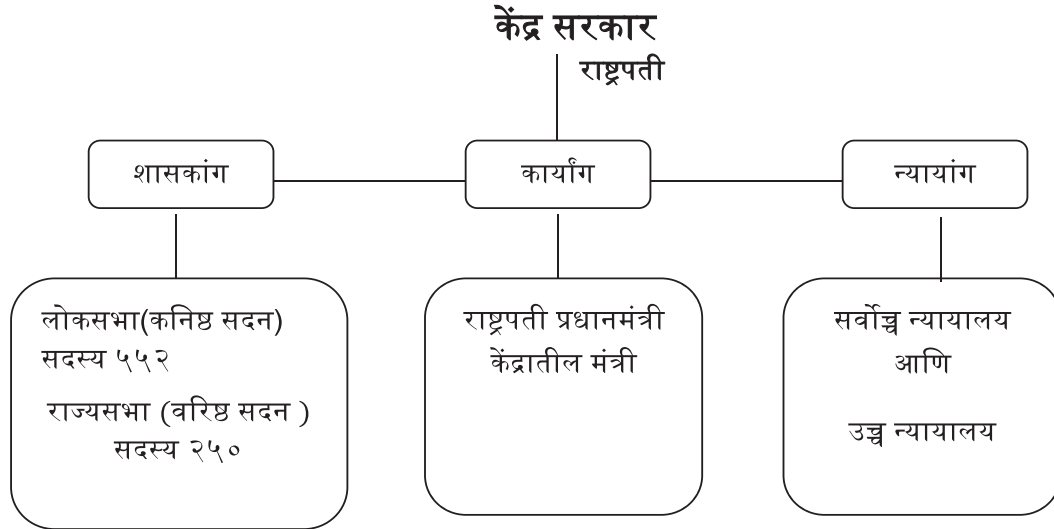 केंद्र सरकार
राष्ट्रपती
शासकांग
कार्यांग
न्यायांग
लोकसभा(कनिष्ठ सदन)
सदस्य ५५२
राज्यसभा (वरिष्ठ सदन )
सदस्य २५०
राष्ट्रपती प्रधानमंत्री
केंद्रातील मंत्री
सर्वोच्च न्यायालय
आणि
उच्च न्यायालय